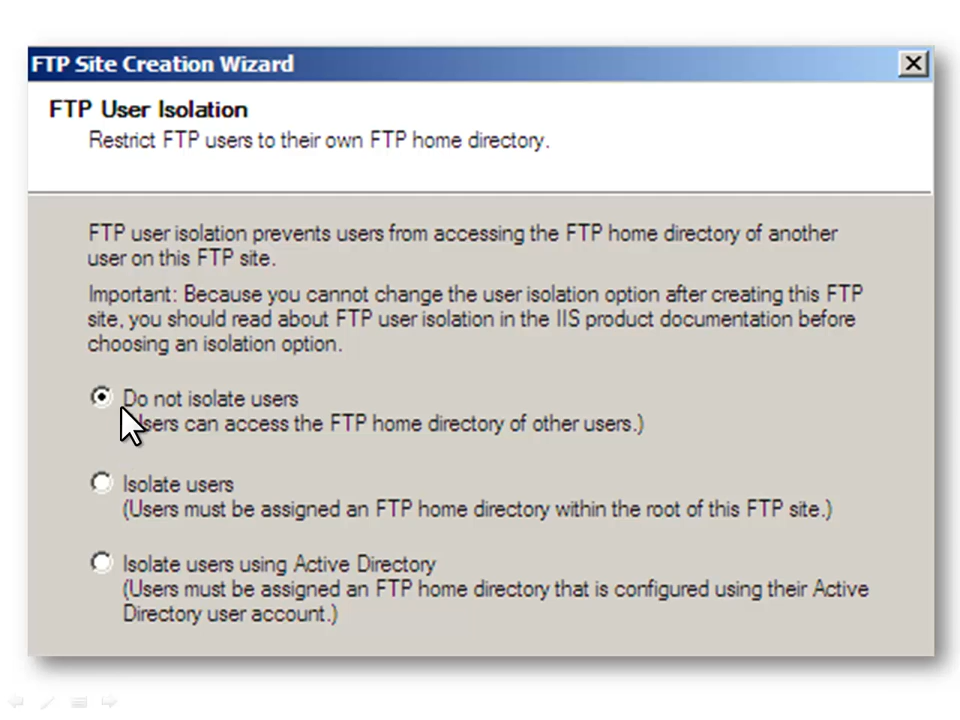 FTP Site Creation Wizard
FTP User Isolation
Restrict FTP users to their own FTP home directory.
FTP user isolation prevents users from accessing the FTP home directory of another
user on this FTP site.
Important: Because you cannot change the user isolation option after creating this FTP
site, you should read about FTP user isolation in the IIS product documentation before
choosing an isolation option.
Do not isolate users
(Users can access the FTP home directory of other users.)
Isolate users
(Users must be assigned an FTP home directory within the root of this FTP site.)
Isolate users using Active Directory
(Users must be assigned an FTP home directory that is configured using their Active
Directory user account.)